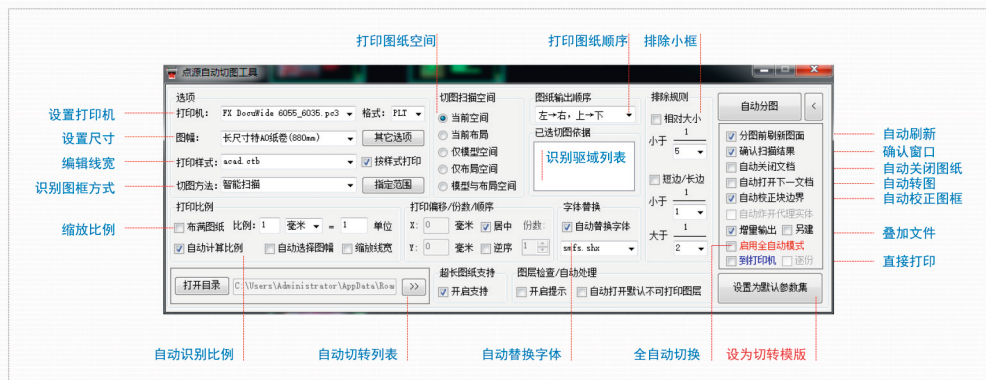 打印图纸空间
打印图纸顺序
排除小框
点源自动切图工具
设置打印机
设置尺寸
编辑线宽
识别图框方式
缩放比例
选项
打印机:
FX DocuWide 6055_6035.pc3
格式:
PLT
图幅:
长尺寸特A0纸卷(880mm)
其它选项
打印样式:
acad.ctb
按样式打印
切图方法:
智能扫描
指定范围
切图扫描空间
当前空间
当前布局
仅模型空间
仅布局空间
模型与布局空间
图纸输出顺序
左→右,上→下
已选切图依据
识别驱域列表
排除规则
相对大小
小于
1
5
短边/长边
小于
1
1
大于
1
2
自动分图
<
分图前刷新图面
确认扫描结果
自动关闭文档
自动打开下一文档
自动校正块边界
自动炸开代理实体
增量输出
另建
启用全自动模式
到打印机
逐份
设置为默认参数集
自动刷新
确认窗口
自动关闭图纸
自动转图
自动校正图框
叠加文件
直接打印
打印比例
布满图纸
比例:
1
毫米
=
1
单位
自动计算比例
自动选择图幅
缩放线宽
打印偏移/份数/顺序
X:
0
毫米
居中
份数:
Y:
0
毫米
逆序
1
字体替换
自动替换字体
打开目录
C:\Users\Administrator\AppData\Roa
>>
超长图纸支持
开启支持
图层检查/自动处理
开启提示
自动打开默认不可打印图层
自动识别比例
自动切转列表
自动替换字体
全自动切换
设为切转模版